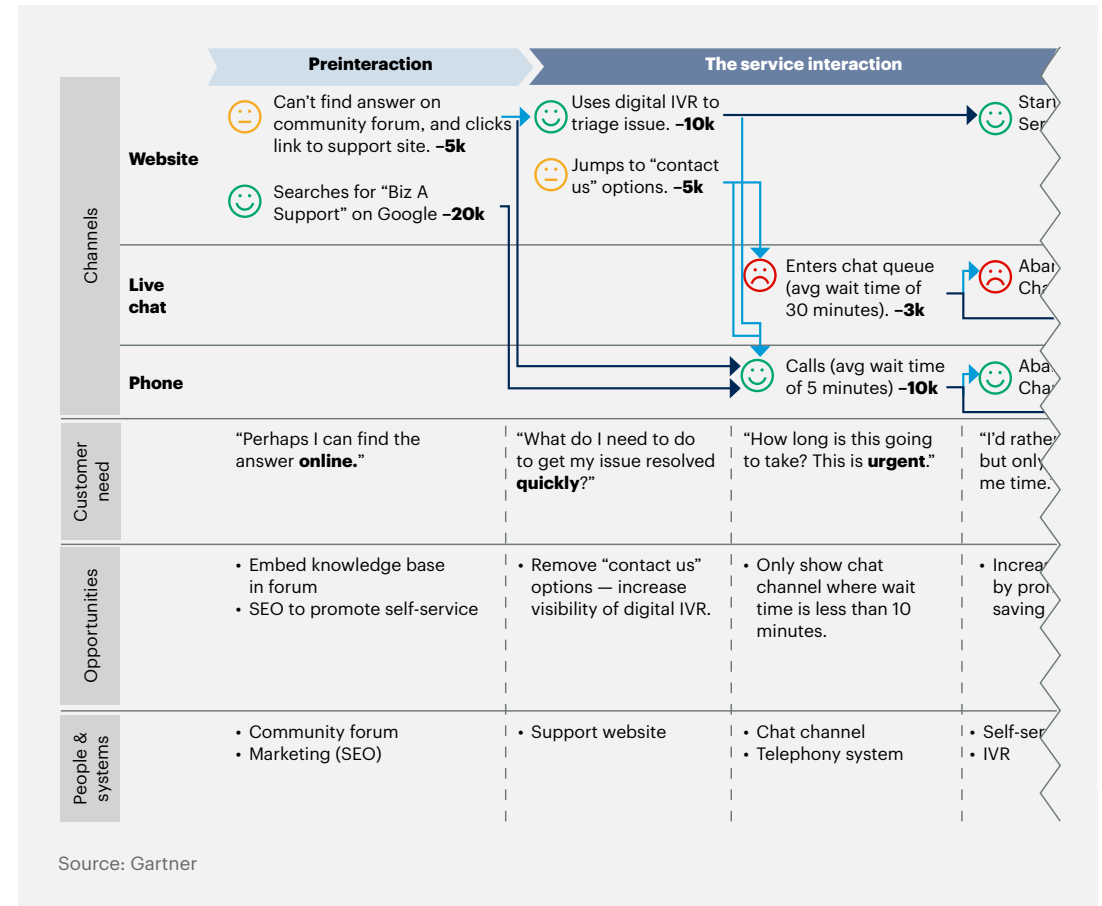 Preinteraction
The service interaction
Channels
Website
Can’t find answer on
community forum, and clicks
link to support site. –5k
Searches for “Biz A
Support” on Google –20k
Uses digital IVR to
triage issue. –10k
Jumps to “contact
us” options. –5k
Live
chat
Enters chat queue
(avg wait time of
30 minutes). –3k
Phone
Calls (avg wait time
of 5 minutes) –10k
Customer
need
“Perhaps I can find the
answer online.”
“What do I need to do
to get my issue resolved
quickly?”
“How long is this going
to take? This is urgent.”
“I’d rather
but only
me time.
Opportunities
• Embed knowledge base
in forum
• SEO to promote self-service
• Remove “contact us”
options — increase
visibility of digital IVR.
• Only show chat
channel where wait
time is less than 10
minutes.
•
by
saving
People &
systems
• Community forum
• Marketing (SEO)
• Support website
• Chat channel
• Telephony system
• IVR
Source: Gartner